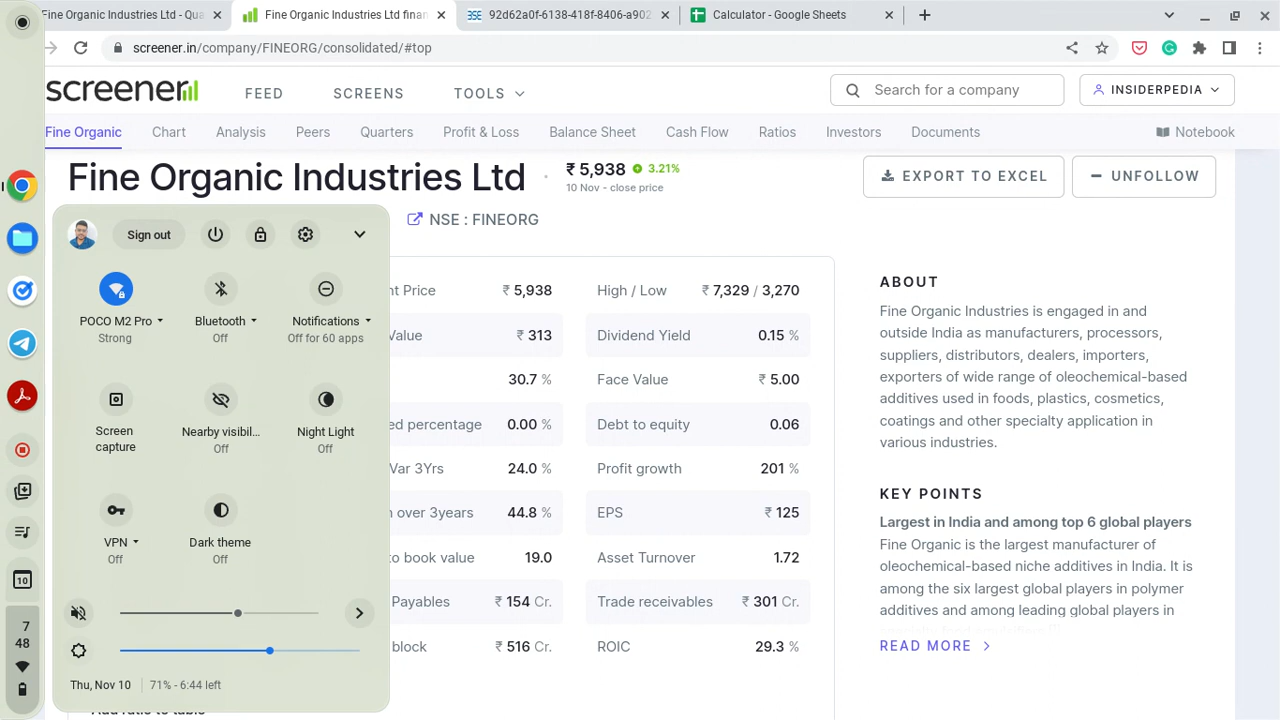 Fine Organic Industries Ltd - Qua
Fine Organic Industries Ltd finan
92d62a0f-6138-418f-8406-a902
Calculator - Google Sheets
screener.in/company/FINEORG/consolidated/#top
screener
FEED
SCREENS
TOOLS
Search for a company
INSIDERPEDIA
Fine Organic
Chart
Analysis
Peers
Quarters
Profit & Loss
Balance Sheet
Cash Flow
Ratios
Investors
Documents
Notebook
Fine Organic Industries Ltd
₹ 5,938 3.21%
10 Nov - close price
EXPORT TO EXCEL
UNFOLLOW
NSE : FINEORG
Sign out
POCO M2 Pro
Strong
Bluetooth
Off
Notifications
Off for 60 apps
Screen
capture
Nearby visibil...
Off
Night Light
Off
VPN
Off
Dark theme
Off
Thu, Nov 10
71% - 6:44 left
10
7
48
nt Price ₹ 5,938
High / Low ₹ 7,329 / 3,270
Value ₹ 313
Dividend Yield 0.15 %
30.7 %
Face Value ₹ 5.00
ed percentage 0.00 %
Debt to equity 0.06
Var 3Yrs 24.0 %
Profit growth 201 %
n over 3years 44.8 %
EPS ₹ 125
to book value 19.0
Asset Turnover 1.72
Payables ₹ 154 Cr.
Trade receivables ₹ 301 Cr.
block ₹ 516 Cr.
ROIC 29.3 %
Add ratio to table
ABOUT
Fine Organic Industries is engaged in and
outside India as manufacturers, processors,
suppliers, distributors, dealers, importers,
exporters of wide range of oleochemical-based
additives used in foods, plastics, cosmetics,
coatings and other specialty application in
various industries.
KEY POINTS
Largest in India and among top 6 global players
Fine Organic is the largest manufacturer of
oleochemical-based niche additives in India. It is
among the six largest global players in polymer
additives and among leading global players in
READ MORE